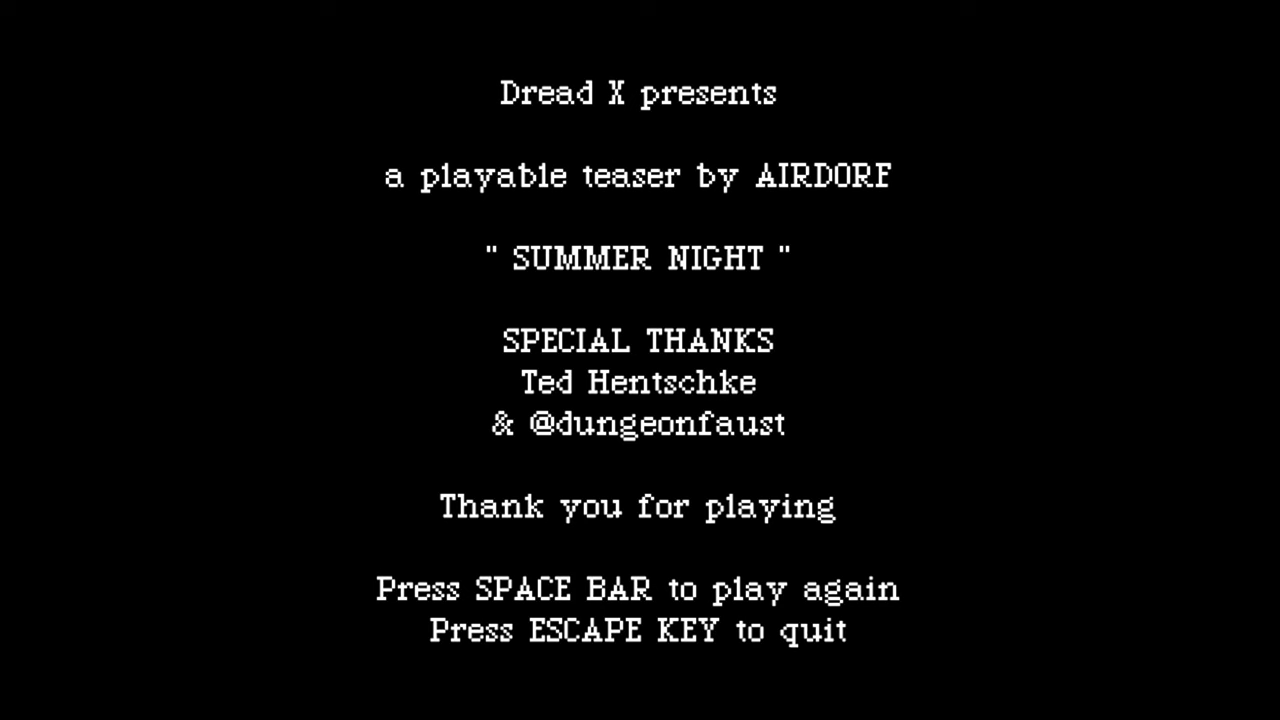 Dread X presents
a playable teaser by AIRDORF
" SUMMER NIGHT "
SPECIAL THANKS
Ted Hentschke
& @dungeonfaust
Thank you for playing
Press SPACE BAR to play again
Press ESCAPE KEY to quit